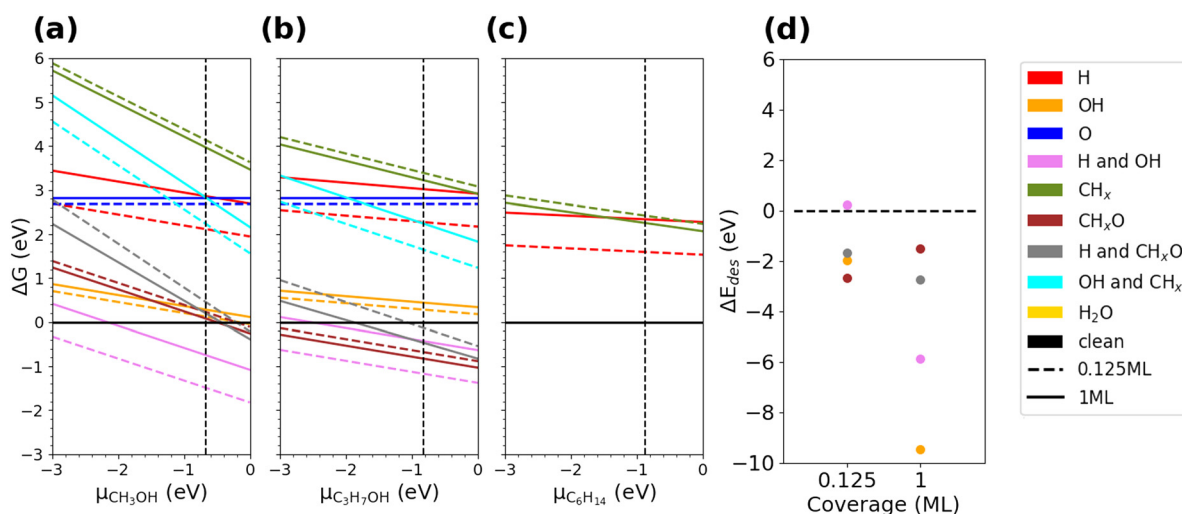 (a)
(b)
(c)
(d)
6
5
4
3
2
1
0
−1
−2
−3
ΔG (eV)
−3
−2
−1
0
μCH₃OH (eV)
−3
−2
−1
0
μC₃H₇OH (eV)
−3
−2
−1
0
μC₆H₁₄ (eV)
6
4
2
0
−2
−4
−6
−8
−10
ΔE_des (eV)
0.125
1
Coverage (ML)
H
OH
O
H and OH
CHₓ
CHₓO
H and CHₓO
OH and CHₓ
H₂O
clean
0.125ML
1ML